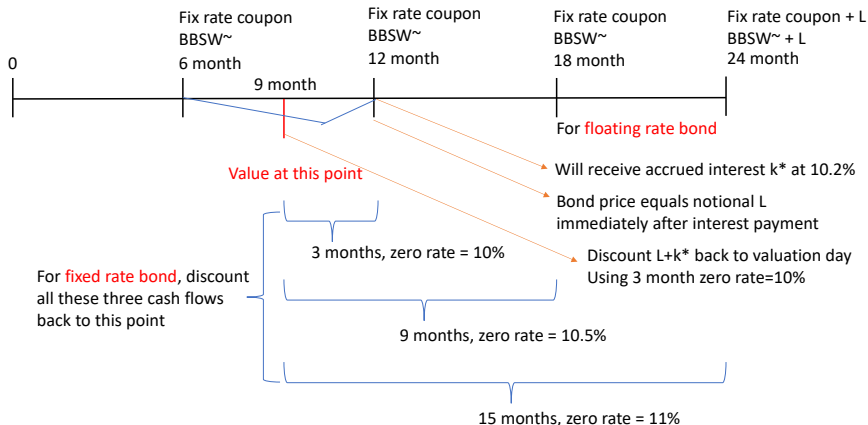 Fix rate coupon
BBSW~
6 month
Fix rate coupon
BBSW~
12 month
Fix rate coupon
BBSW~
18 month
Fix rate coupon + L
BBSW~ + L
24 month
0
9 month
For floating rate bond
Value at this point
Will receive accrued interest k* at 10.2%
Bond price equals notional L
immediately after interest payment
3 months, zero rate = 10%
Discount L+k* back to valuation day
Using 3 month zero rate=10%
For fixed rate bond, discount
all these three cash flows
back to this point
9 months, zero rate = 10.5%
15 months, zero rate = 11%